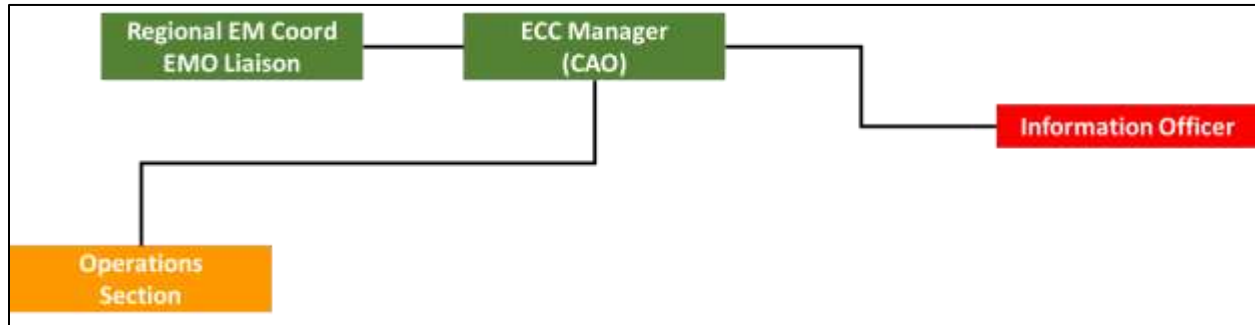 Regional EM Coord
EMO Liaison
ECC Manager
(CAO)
Information Officer
Operations
Section